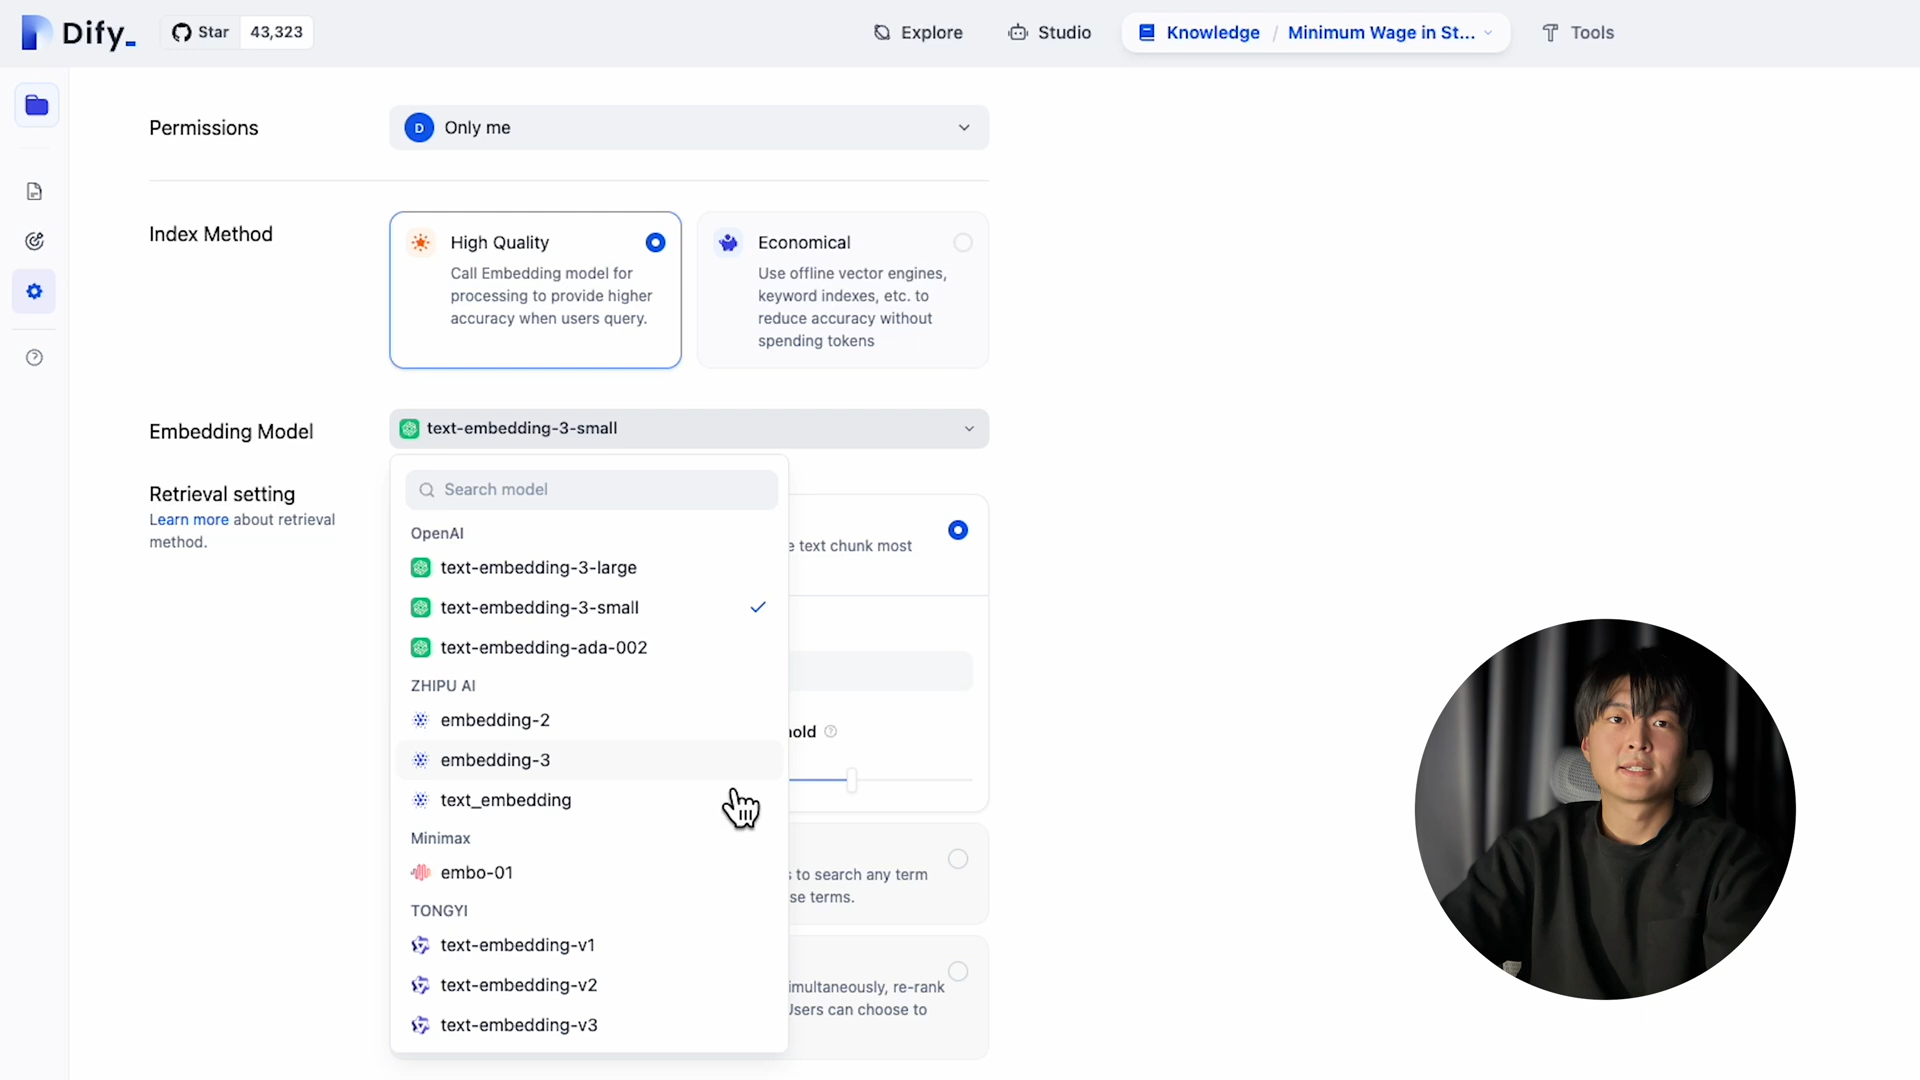 Dify_
Star 43,323
Explore
Studio
Knowledge / Minimum Wage in St...
Tools
Permissions
D Only me
Index Method
High Quality
Call Embedding model for
processing to provide higher
accuracy when users query.
Economical
Use offline vector engines,
keyword indexes, etc. to
reduce accuracy without
spending tokens
Embedding Model
text-embedding-3-small
Retrieval setting
Learn more about retrieval
method.
Search model
OpenAI
text-embedding-3-large
text-embedding-3-small
text-embedding-ada-002
ZHIPU AI
embedding-2
embedding-3
text_embedding
Minimax
embo-01
TONGYI
text-embedding-v1
text-embedding-v2
text-embedding-v3
e text chunk most
hold
s to search any term
se terms.
imultaneously, re-rank
Users can choose to